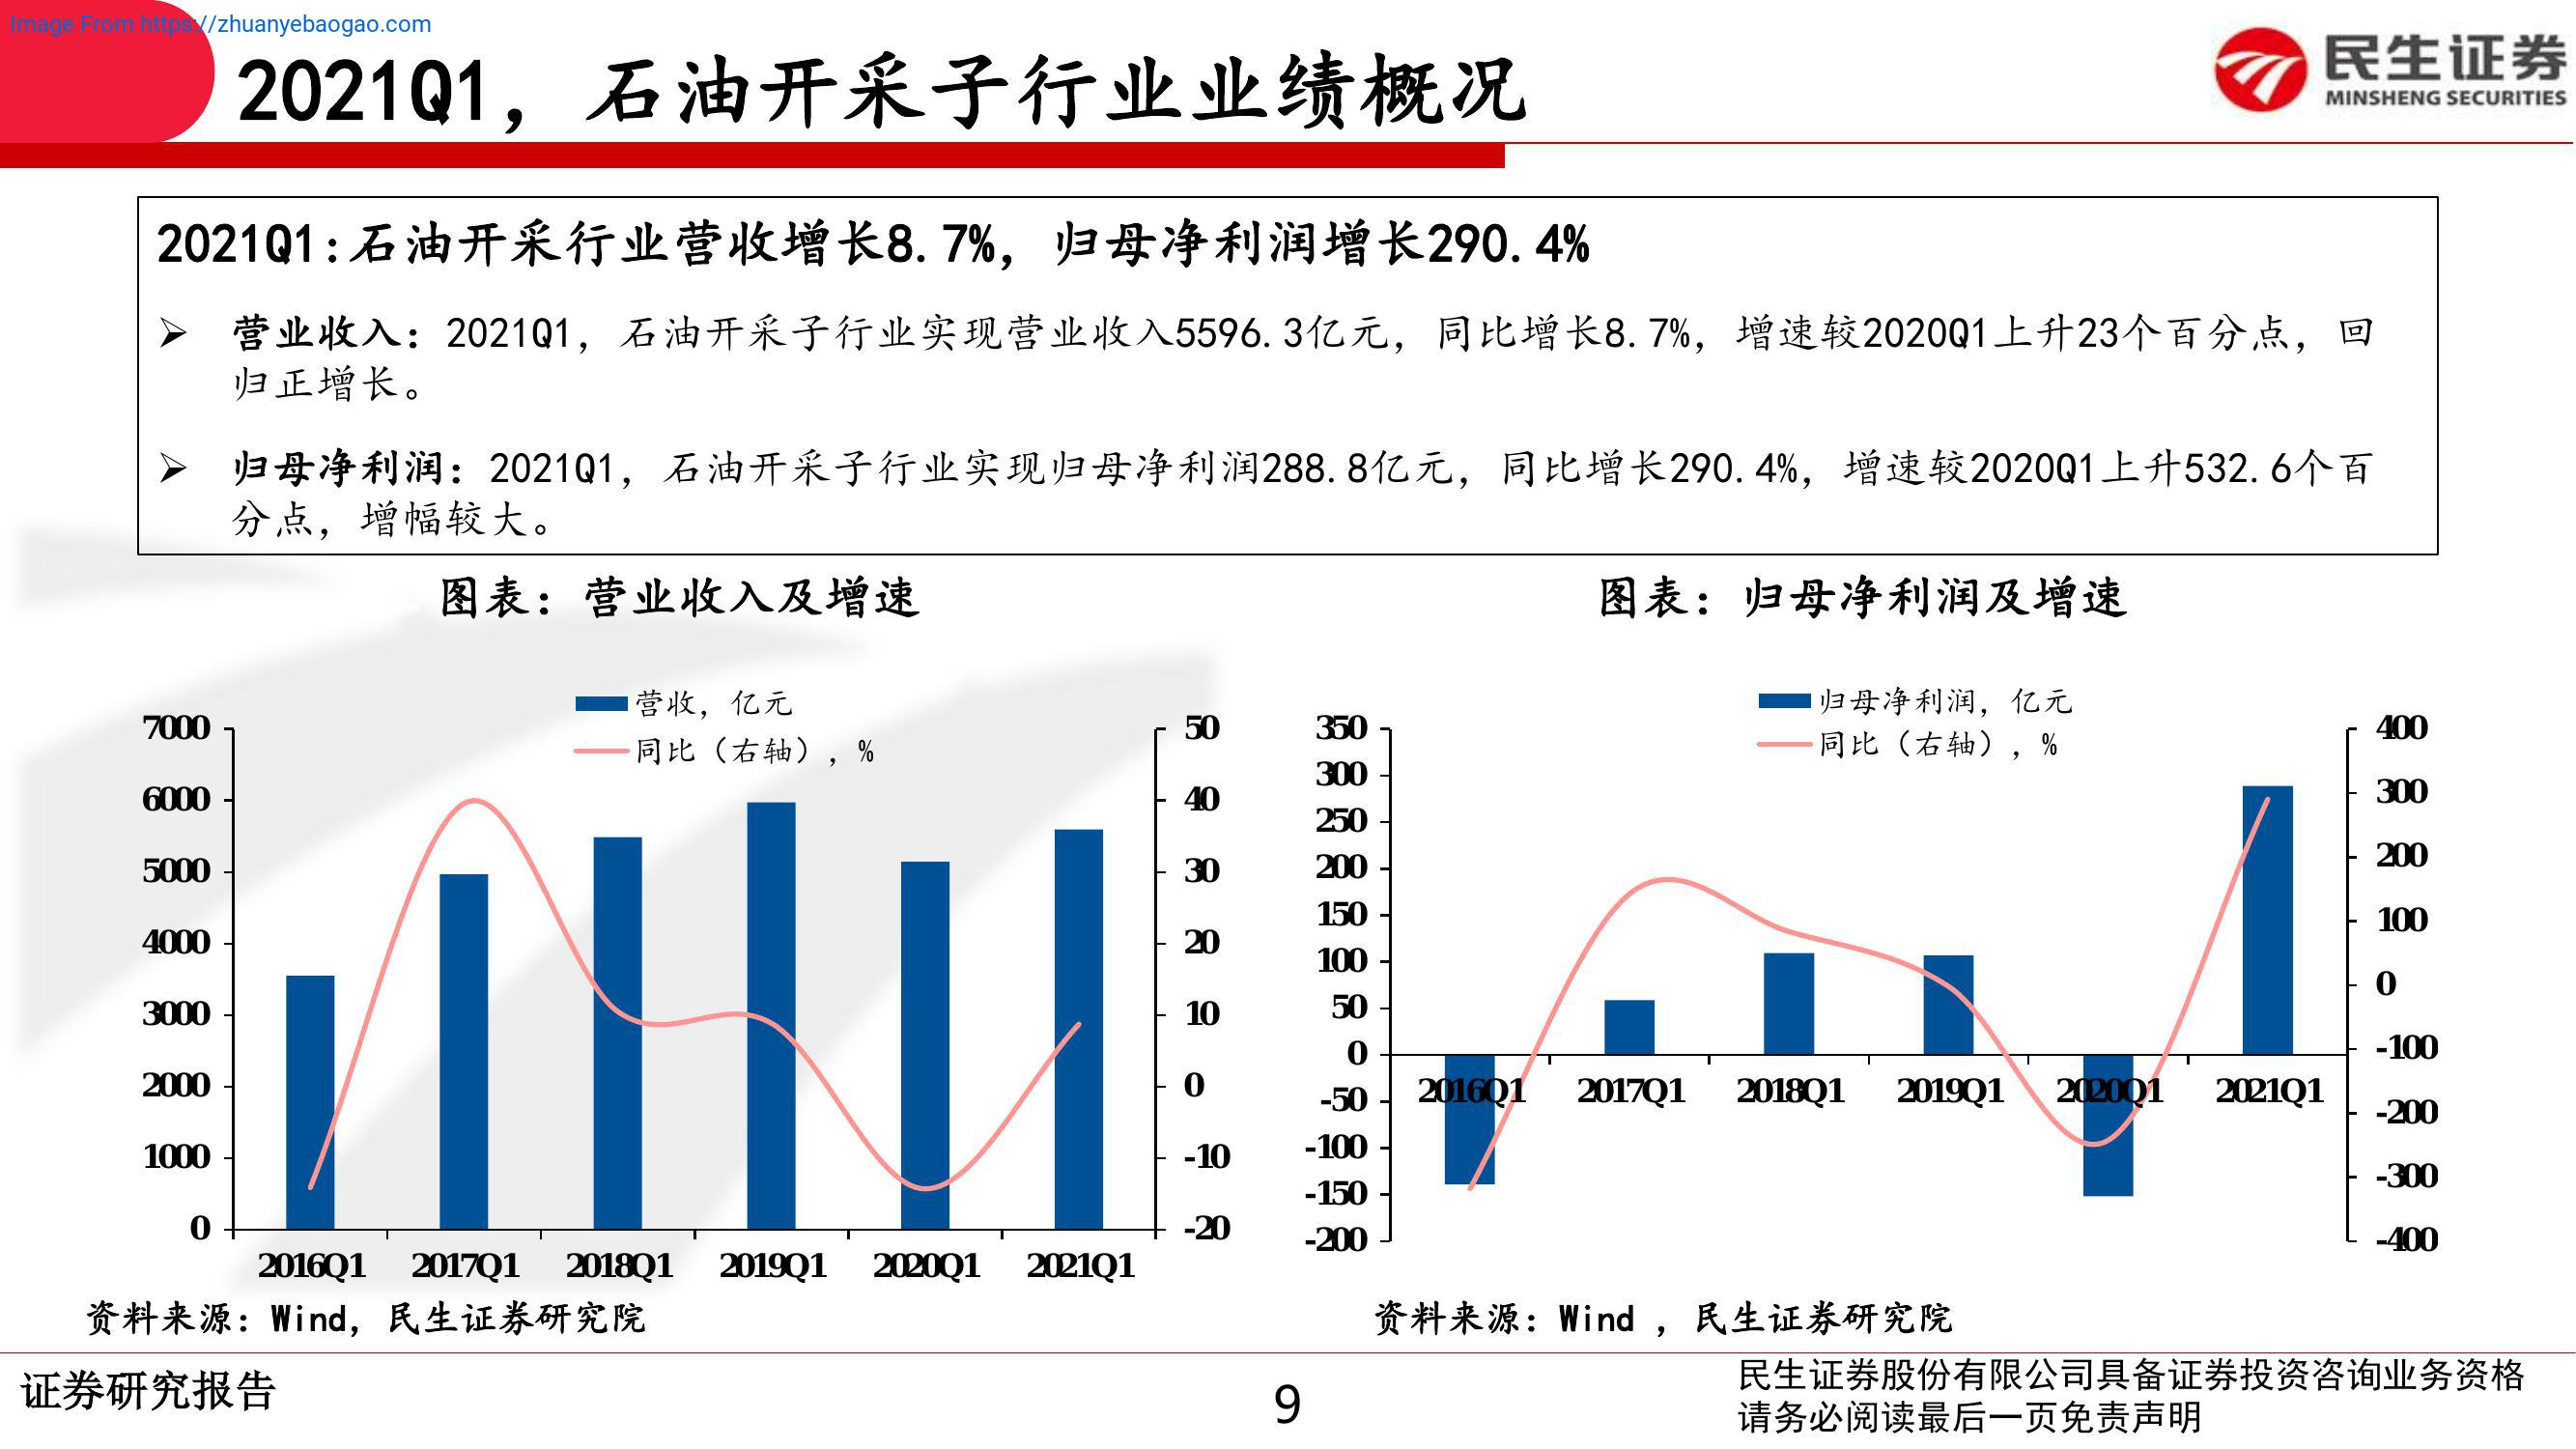 Image From https://zhuanyebaogao.com
2021Q1，石油开采子行业业绩概况
民生证券
MINSHENG SECURITIES
2021Q1:石油开采行业营收增长8.7%，归母净利润增长290.4%
➢ 营业收入：2021Q1，石油开采子行业实现营业收入5596.3亿元，同比增长8.7%，增速较2020Q1上升23个百分点，回
归正增长。
➢ 归母净利润：2021Q1，石油开采子行业实现归母净利润288.8亿元，同比增长290.4%，增速较2020Q1上升532.6个百
分点，增幅较大。
图表：营业收入及增速
营收，亿元
同比（右轴），%
7000
6000
5000
4000
3000
2000
1000
0
50
40
30
20
10
0
-10
-20
2016Q1 2017Q1 2018Q1 2019Q1 2020Q1 2021Q1
资料来源：Wind，民生证券研究院
图表：归母净利润及增速
归母净利润，亿元
同比（右轴），%
350
300
250
200
150
100
50
0
-50
-100
-150
-200
400
300
200
100
0
-100
-200
-300
-400
2016Q1 2017Q1 2018Q1 2019Q1 2020Q1 2021Q1
资料来源：Wind ，民生证券研究院
证券研究报告
9
民生证券股份有限公司具备证券投资咨询业务资格
请务必阅读最后一页免责声明